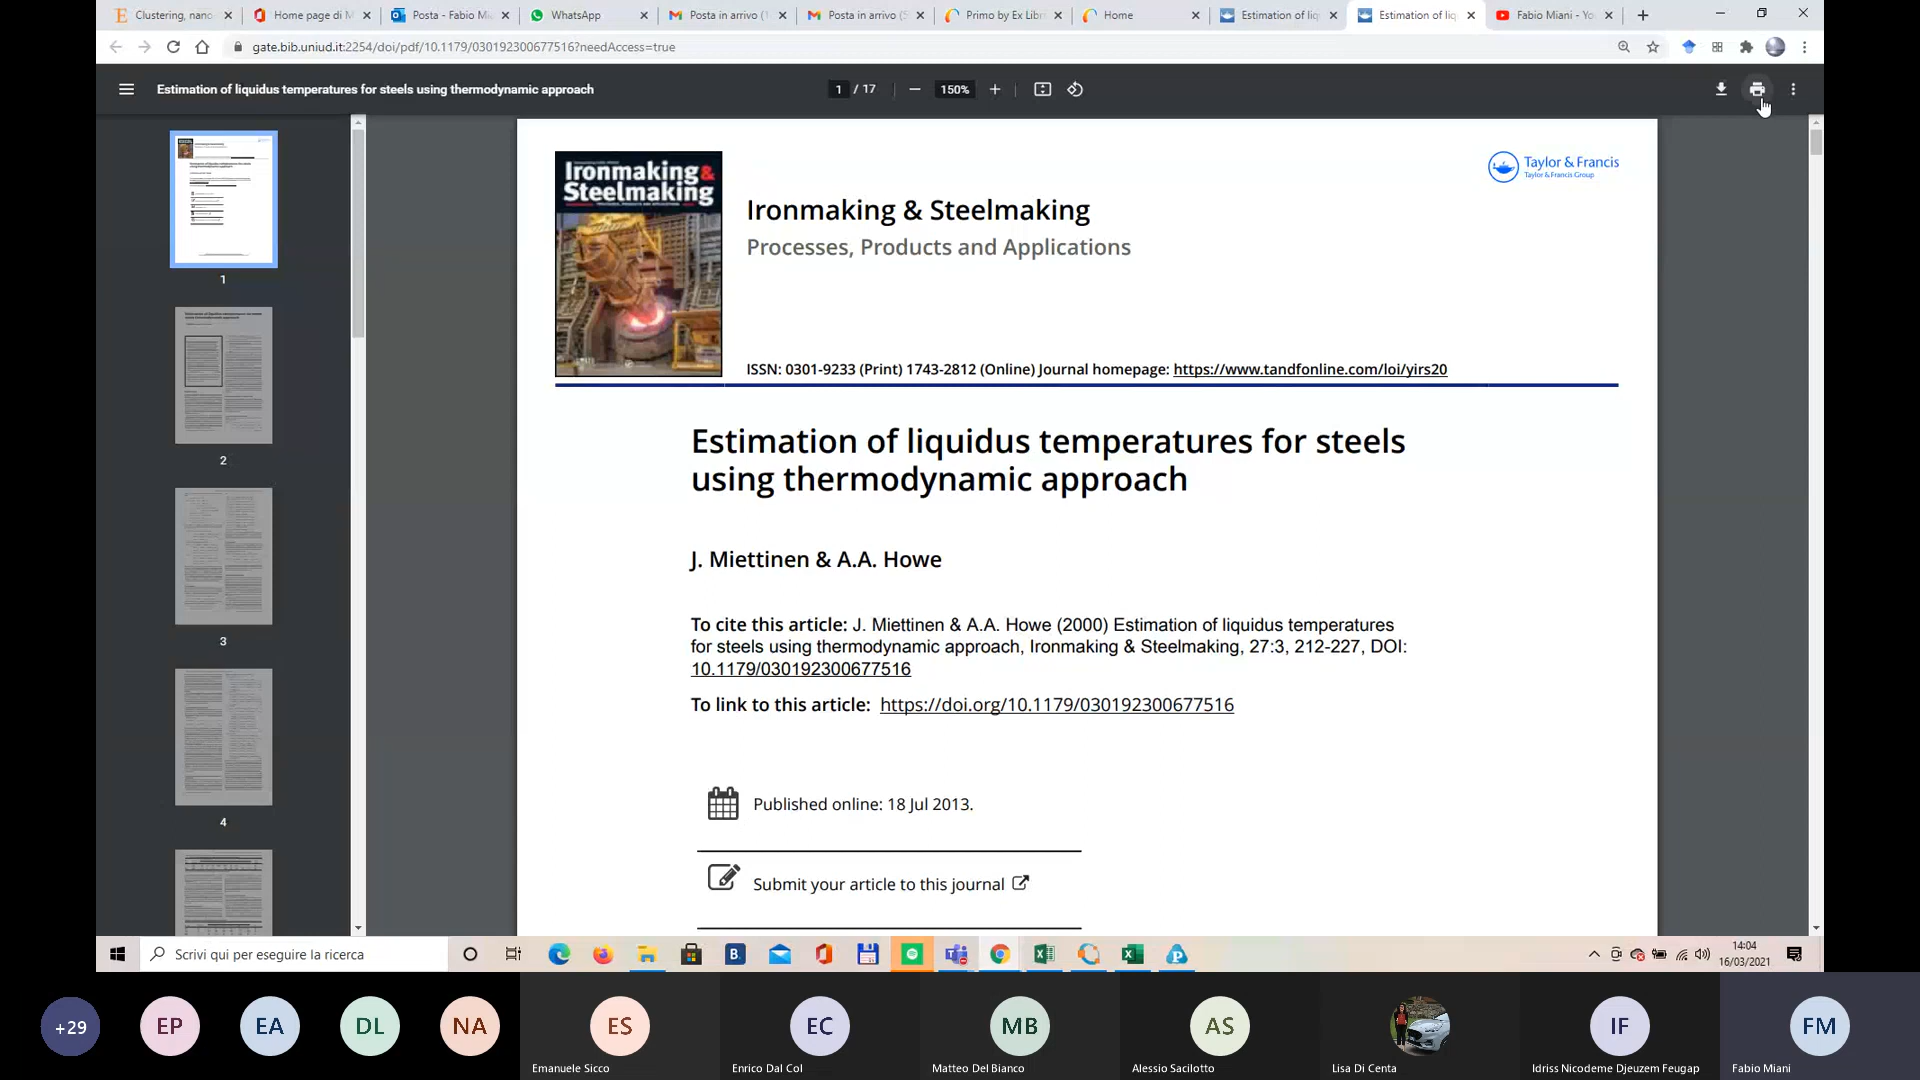 Clustering, nano
Home page di M
Posta - Fabio Mi
WhatsApp
Posta in arrivo (
Posta in arrivo (
Primo by Ex Lib
Home
Estimation of li
Estimation of liq
Fabio Miani - Yo
gate.bib.uniud.it:2254/doi/pdf/10.1179/030192300677516?needAccess=true
Estimation of liquidus temperatures for steels using thermodynamic approach
1 / 17
150%
Ironmaking &
Steelmaking
Taylor & Francis
Taylor & Francis Group
Ironmaking & Steelmaking
Processes, Products and Applications
ISSN: 0301-9233 (Print) 1743-2812 (Online) Journal homepage: https://www.tandfonline.com/loi/yirs20
Estimation of liquidus temperatures for steels
using thermodynamic approach
J. Miettinen & A.A. Howe
To cite this article: J. Miettinen & A.A. Howe (2000) Estimation of liquidus temperatures
for steels using thermodynamic approach, Ironmaking & Steelmaking, 27:3, 212-227, DOI:
10.1179/030192300677516
To link to this article: https://doi.org/10.1179/030192300677516
Published online: 18 Jul 2013.
Submit your article to this journal
1
2
3
4
Scrivi qui per eseguire la ricerca
B.
14:04
16/03/2021
+29
EP
EA
DL
NA
ES
EC
MB
AS
IF
FM
Emanuele Sicco
Enrico Dal Col
Matteo Del Bianco
Alessio Sacilotto
Lisa Di Centa
Idriss Nicodeme Djeuzem Feugap
Fabio Miani